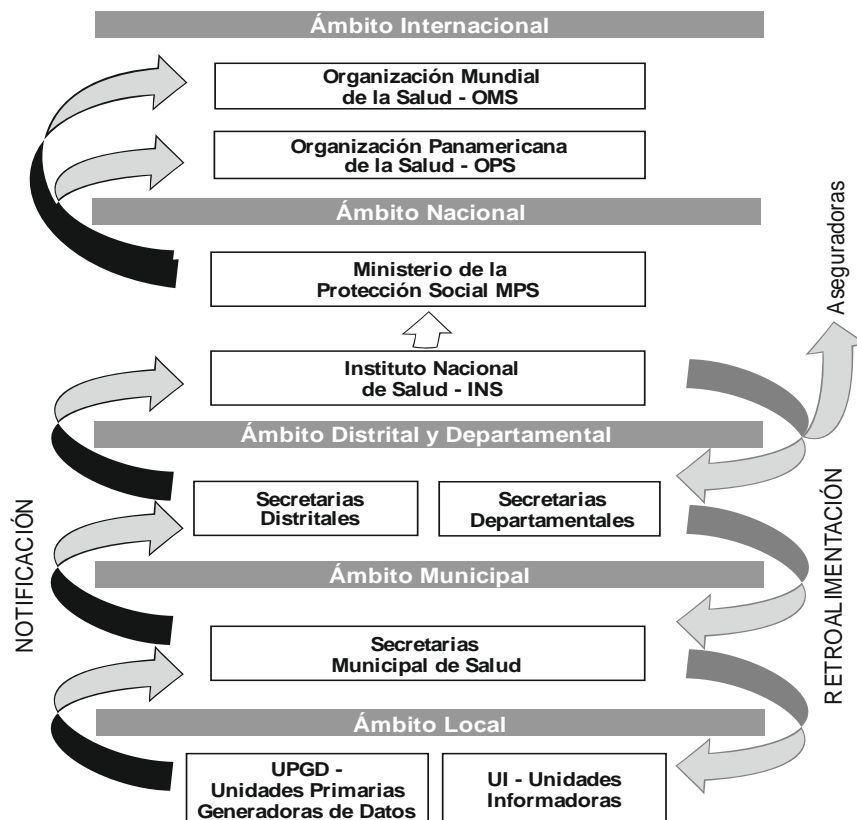 Ámbito Internacional
Organización Mundial
de la Salud - OMS
Organización Panamericana
de la Salud - OPS
Ámbito Nacional
Ministerio de la
Protección Social MPS
Aseguradoras
Instituto Nacional
de Salud - INS
Ámbito Distrital y Departamental
Secretarias
Distritales
Secretarias
Departamentales
NOTIFICACIÓN
RETROALIMENTACIÓN
Ámbito Municipal
Secretarias
Municipal de Salud
Ámbito Local
UPGD -
Unidades Primarias
Generadoras de Datos
UI - Unidades
Informadoras